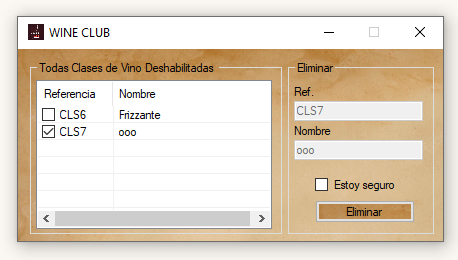 WINE CLUB
Todas Clases de Vino Deshabilitadas
Referencia Nombre
CLS6 Frizzante
CLS7 ooo
Eliminar
Ref.
CLS7
Nombre
ooo
Estoy seguro
Eliminar